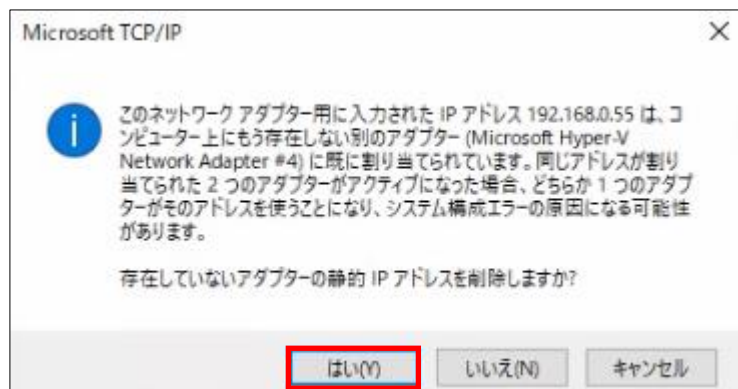 Microsoft TCP/IP
このネットワーク アダプター用に入力された IP アドレス 192.168.0.55 は、コ
ンピューター上にもう存在しない別のアダプター (Microsoft Hyper-V
Network Adapter #4) に既に割り当てられています。同じアドレスが割り
当てられた 2 つのアダプターがアクティブになった場合、どちらか 1 つのアダプ
ターがそのアドレスを使うことになり、システム構成エラーの原因になる可能性
があります。
存在していないアダプターの静的 IP アドレスを削除しますか?
はい(Y)
いいえ(N)
キャンセル